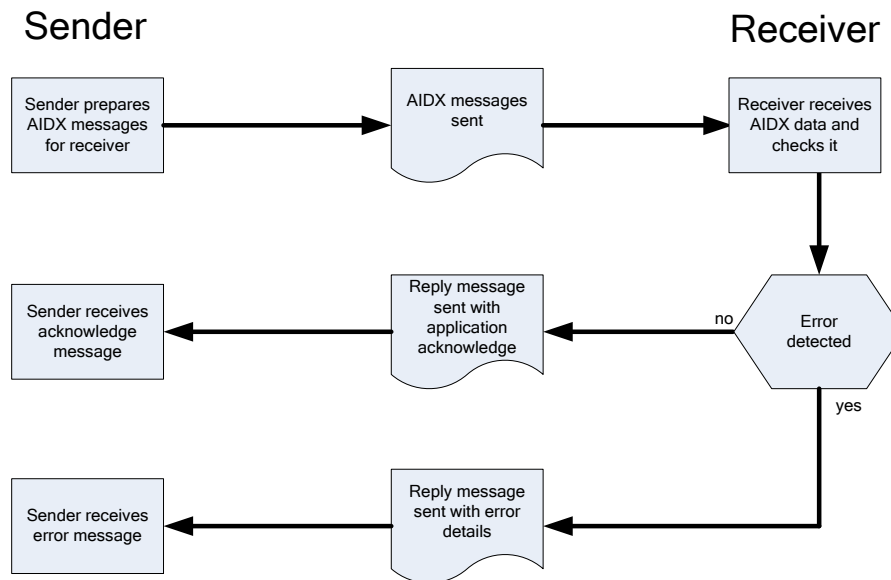 Sender
Receiver
Sender prepares
AIDX messages
for receiver
AIDX messages
sent
Receiver receives
AIDX data and
checks it
Sender receives
acknowledge
message
Reply message
sent with
application
acknowledge
no
Error
detected
yes
Sender receives
error message
Reply message
sent with error
details